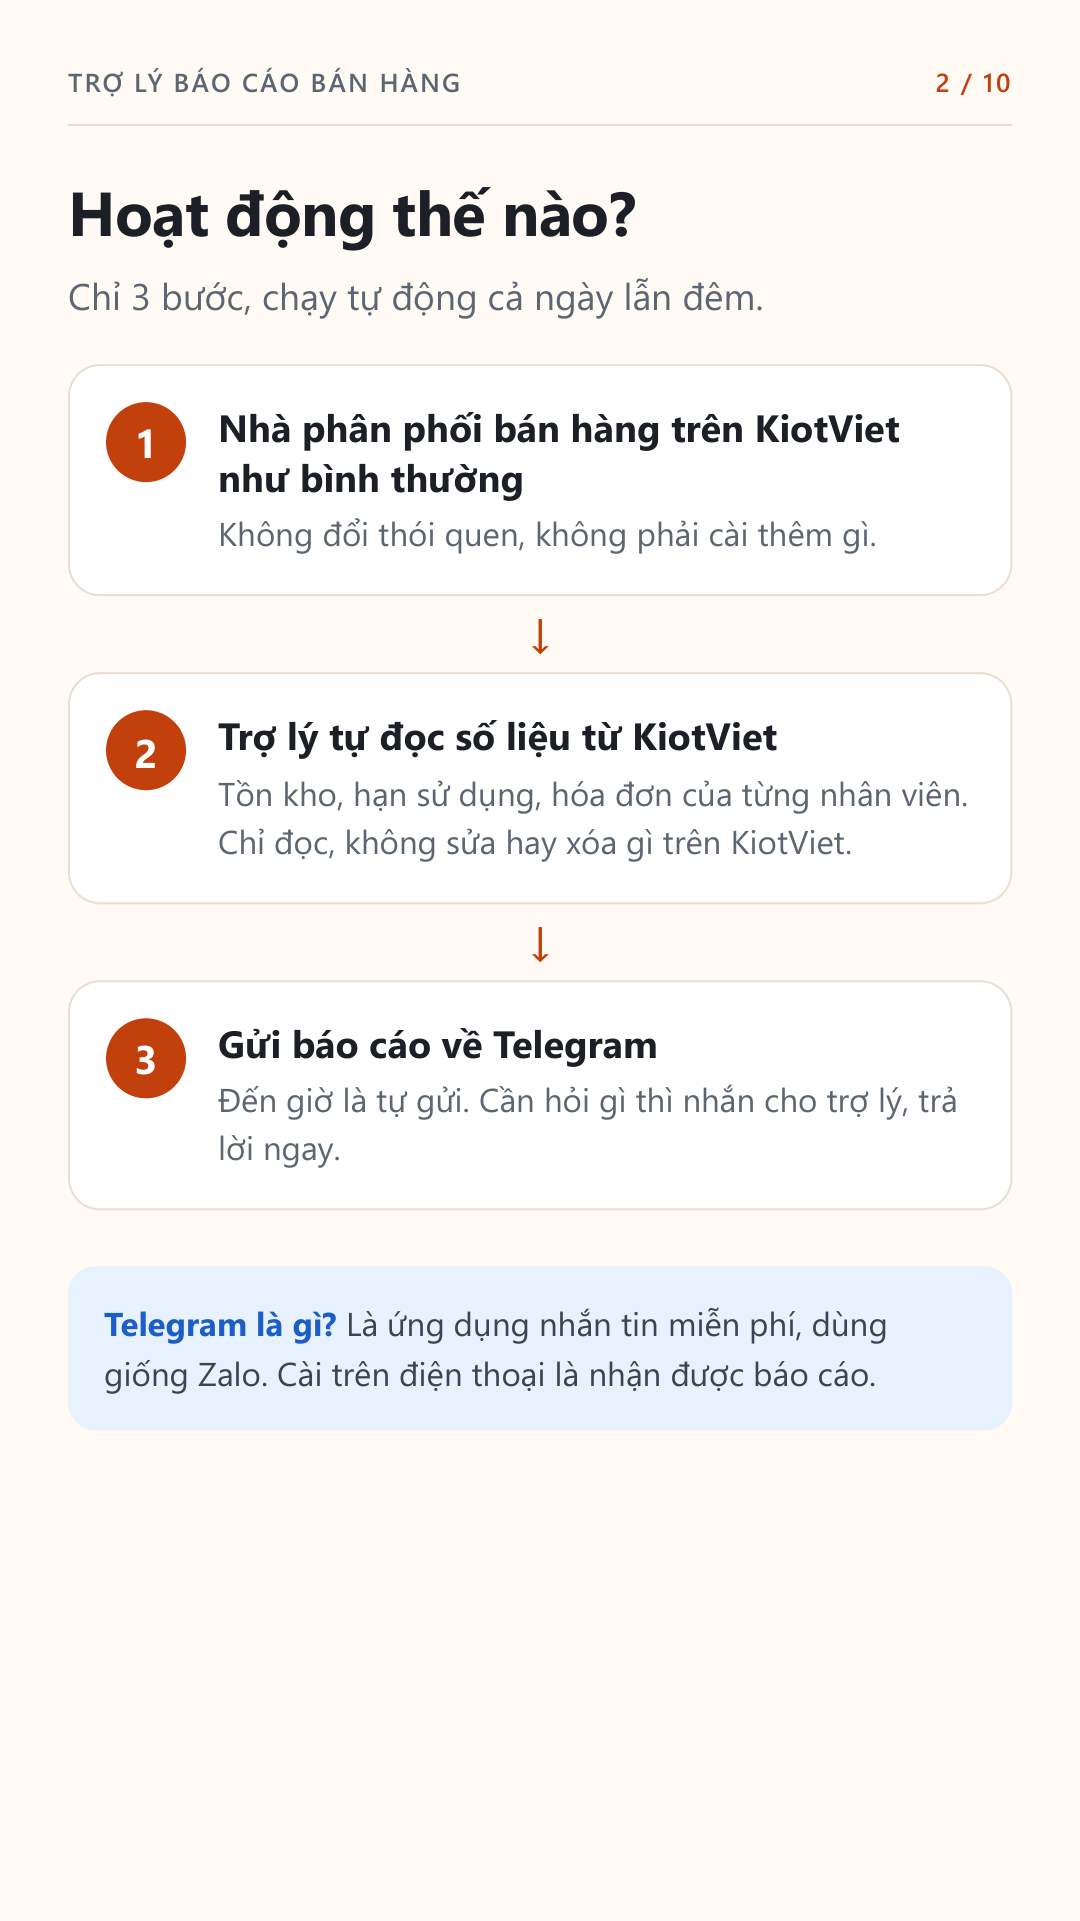 TRỢ LÝ BÁO CÁO BÁN HÀNG
2 / 10
Hoạt động thế nào?
Chỉ 3 bước, chạy tự động cả ngày lẫn đêm.
1
Nhà phân phối bán hàng trên KiotViet
như bình thường
Không đổi thói quen, không phải cài thêm gì.
↓
2
Trợ lý tự đọc số liệu từ KiotViet
Tồn kho, hạn sử dụng, hóa đơn của từng nhân viên.
Chỉ đọc, không sửa hay xóa gì trên KiotViet.
↓
3
Gửi báo cáo về Telegram
Đến giờ là tự gửi. Cần hỏi gì thì nhắn cho trợ lý, trả
lời ngay.
Telegram là gì? Là ứng dụng nhắn tin miễn phí, dùng
giống Zalo. Cài trên điện thoại là nhận được báo cáo.